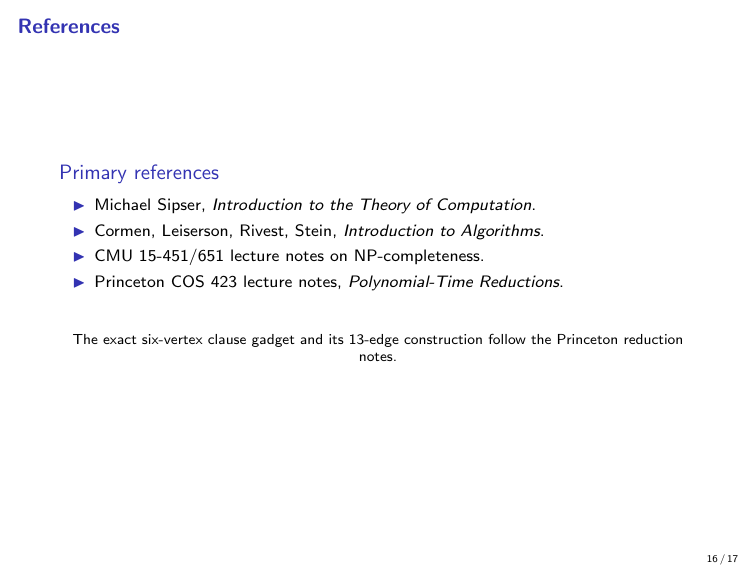 References
Primary references
▶ Michael Sipser, Introduction to the Theory of Computation.
▶ Cormen, Leiserson, Rivest, Stein, Introduction to Algorithms.
▶ CMU 15-451/651 lecture notes on NP-completeness.
▶ Princeton COS 423 lecture notes, Polynomial-Time Reductions.
The exact six-vertex clause gadget and its 13-edge construction follow the Princeton reduction
notes.
16 / 17